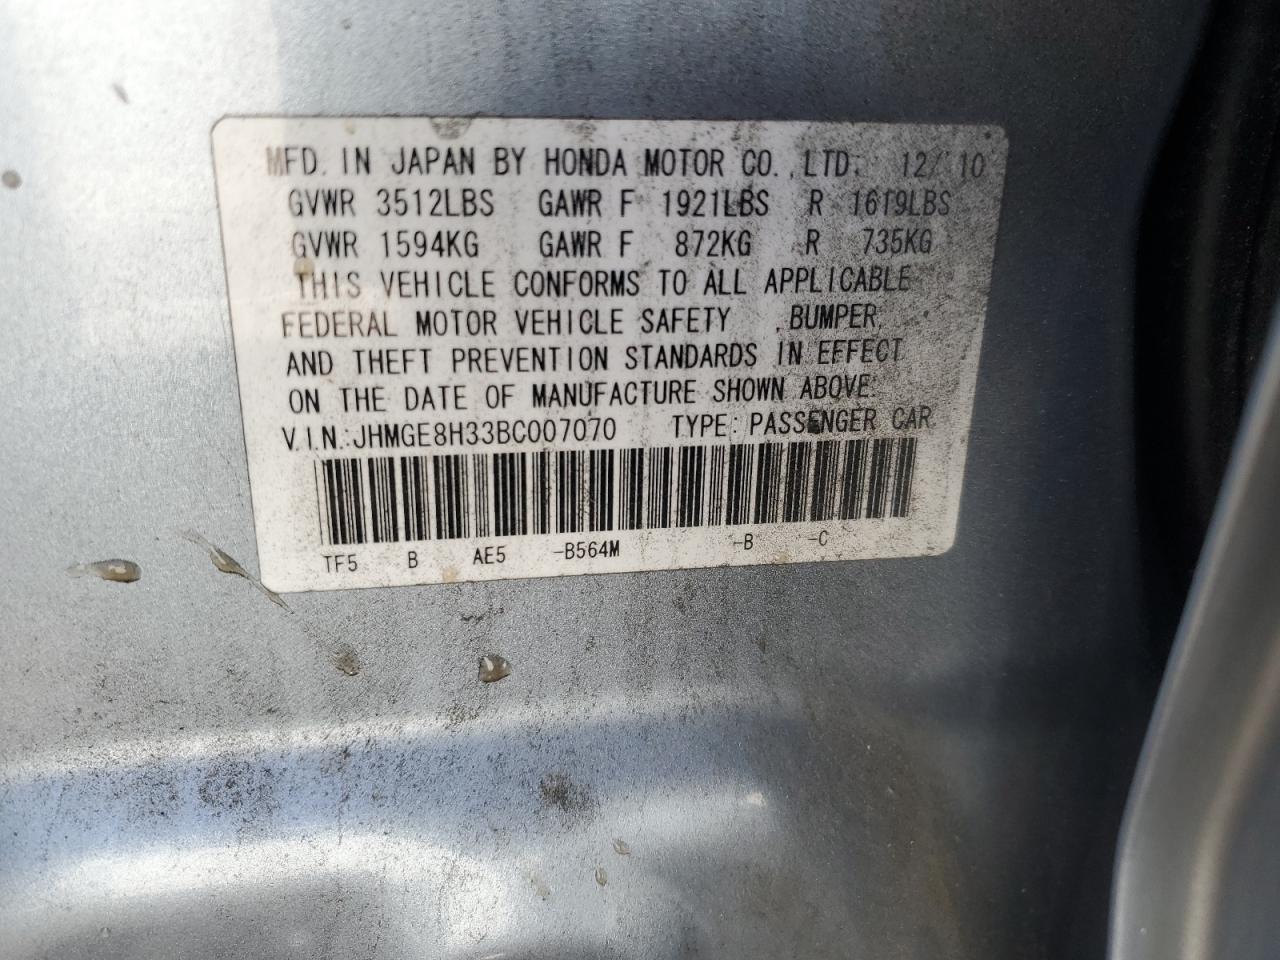 MFD. IN JAPAN BY HONDA MOTOR CO., LTD. 12/10
GVWR 3512LBS GAWR F 1921LBS R 1619LBS
GVWR 1594KG GAWR F 872KG R 735KG
THIS VEHICLE CONFORMS TO ALL APPLICABLE
FEDERAL MOTOR VEHICLE SAFETY , BUMPER,
AND THEFT PREVENTION STANDARDS IN EFFECT
ON THE DATE OF MANUFACTURE SHOWN ABOVE.
V.I.N.:JHMGE8H33BC007070 TYPE: PASSENGER CAR
TF5 B AE5 -B564M -B -C